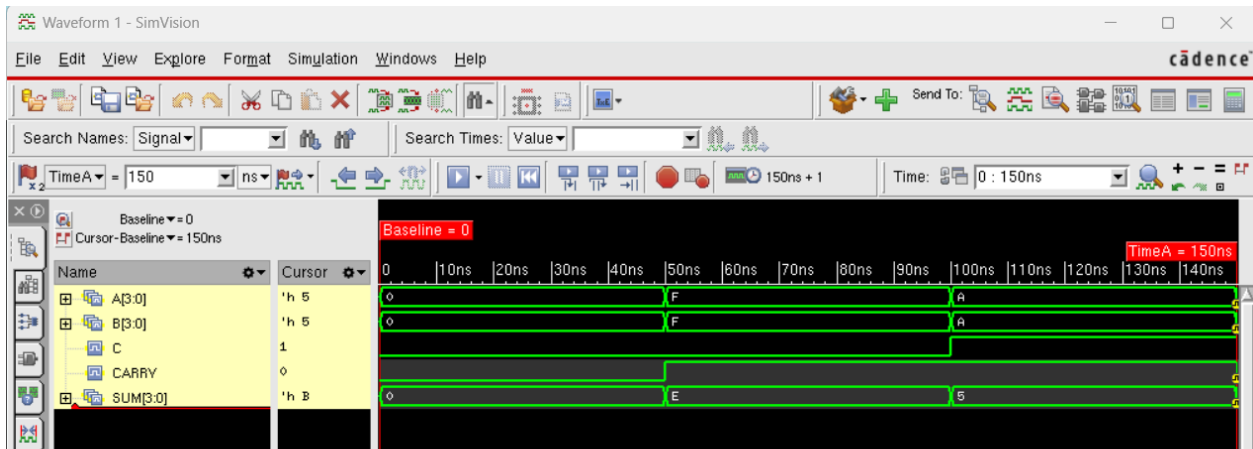 Waveform 1 - SimVision
File Edit View Explore Format Simulation Windows Help
cādence
Send To:
Search Names: Signal
Search Times: Value
TimeA = 150 ns
150ns + 1
Time: 0 : 150ns
Baseline = 0
Cursor-Baseline = 150ns
Baseline = 0
TimeA = 150ns
Name Cursor
0 10ns 20ns 30ns 40ns 50ns 60ns 70ns 80ns 90ns 100ns 110ns 120ns 130ns 140ns
A[3:0] 'h 5 0 F A
B[3:0] 'h 5 0 F A
C 1
CARRY 0
SUM[3:0] 'h B 0 E 5